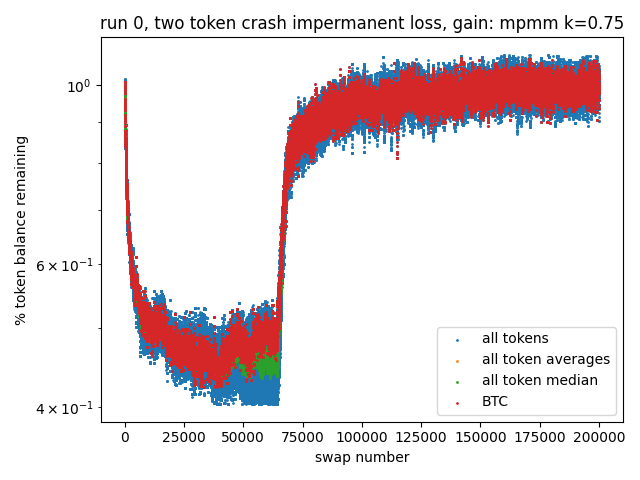 run 0, two token crash impermanent loss, gain: mpmm k=0.75
% token balance remaining
10⁰
6 × 10⁻¹
4 × 10⁻¹
all tokens
all token averages
all token median
BTC
0 25000 50000 75000 100000 125000 150000 175000 200000
swap number